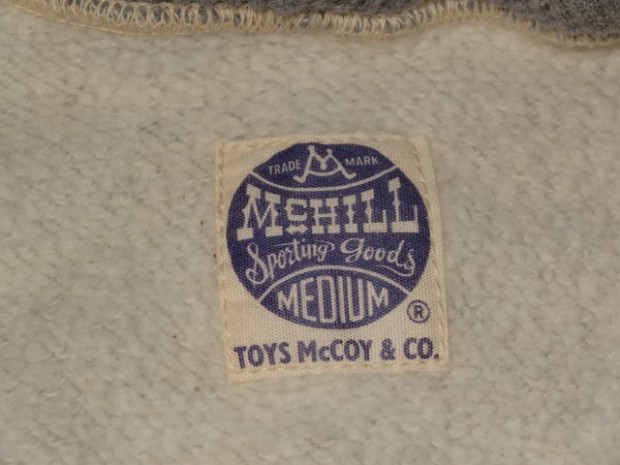 TRADE M MARK
McHILL
Sporting Goods
MEDIUM
®
TOYS McCOY & CO.